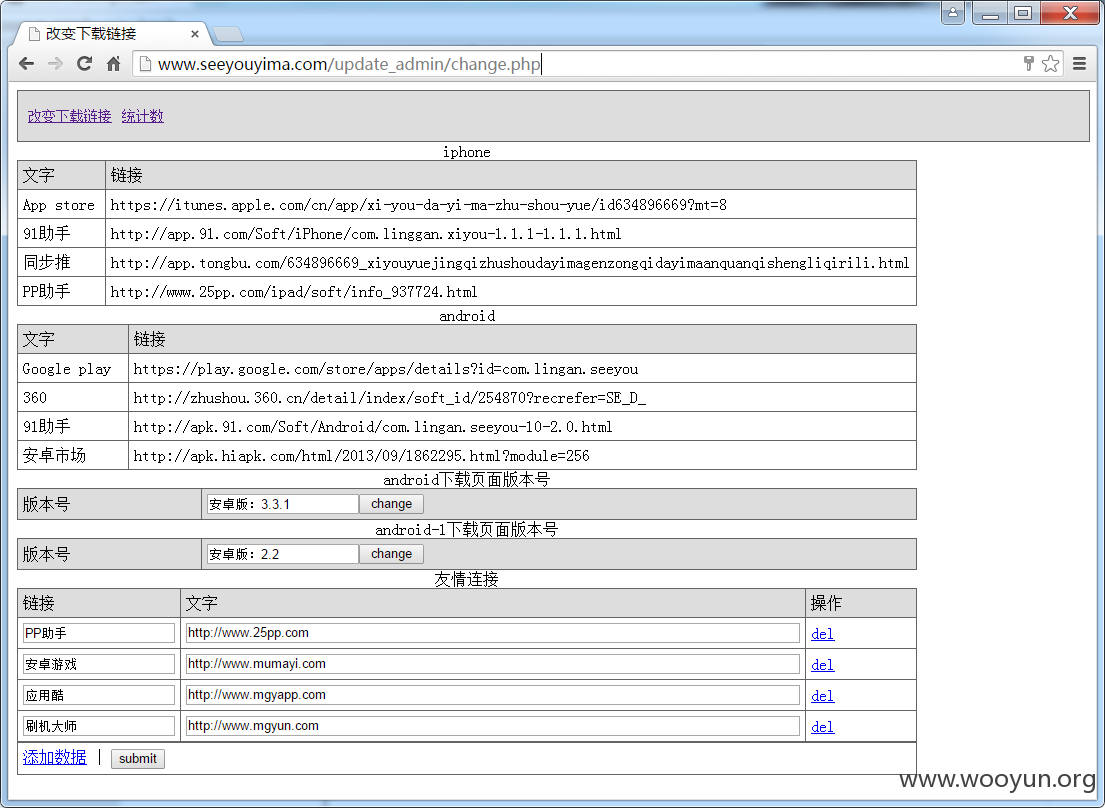 改变下载链接
www.seeyouyima.com/update_admin/change.php
改变下载链接 统计数
iphone
文字 链接
App store https://itunes.apple.com/cn/app/xi-you-da-yi-ma-zhu-shou-yue/id634896669?mt=8
91助手 http://app.91.com/Soft/iPhone/com.linggan.xiyou-1.1.1-1.1.1.html
同步推 http://app.tongbu.com/634896669_xiyouyuejingqizhushoudayimagenzongqidayimaanquanqishengliqirili.html
PP助手 http://www.25pp.com/ipad/soft/info_937724.html
android
文字 链接
Google play https://play.google.com/store/apps/details?id=com.lingan.seeyou
360 http://zhushou.360.cn/detail/index/soft_id/254870?recrefer=SE_D_
91助手 http://apk.91.com/Soft/Android/com.lingan.seeyou-10-2.0.html
安卓市场 http://apk.hiapk.com/html/2013/09/1862295.html?module=256
android下载页面版本号
版本号 安卓版：3.3.1 change
android-1下载页面版本号
版本号 安卓版：2.2 change
友情连接
链接 文字 操作
PP助手 http://www.25pp.com del
安卓游戏 http://www.mumayi.com del
应用酷 http://www.mgyapp.com del
刷机大师 http://www.mgyun.com del
添加数据 | submit
www.wooyun.org